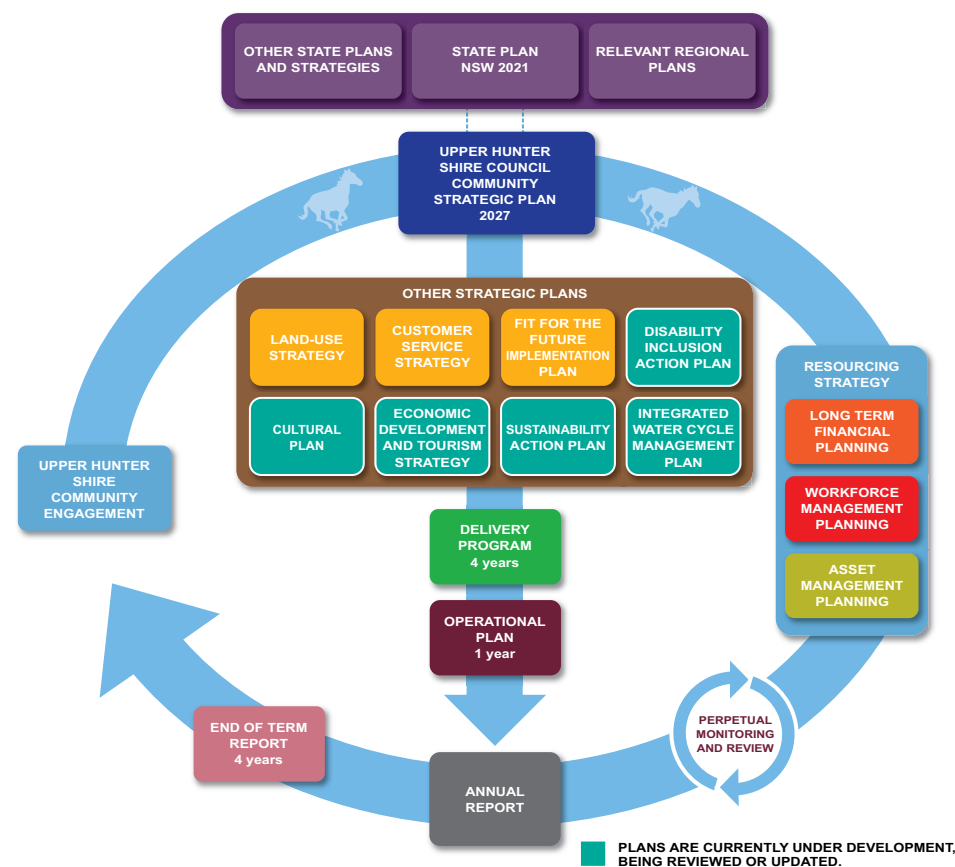 OTHER STATE PLANS
AND STRATEGIES
STATE PLAN
NSW 2021
RELEVANT REGIONAL
PLANS
UPPER HUNTER
SHIRE COUNCIL
COMMUNITY
STRATEGIC PLAN
2027
OTHER STRATEGIC PLANS
LAND-USE
STRATEGY
CUSTOMER
SERVICE
STRATEGY
FIT FOR THE
FUTURE
IMPLEMENTATION
PLAN
DISABILITY
INCLUSION
ACTION PLAN
CULTURAL
PLAN
ECONOMIC
DEVELOPMENT
AND TOURISM
STRATEGY
SUSTAINABILITY
ACTION PLAN
INTEGRATED
WATER CYCLE
MANAGEMENT
PLAN
RESOURCING
STRATEGY
LONG TERM
FINANCIAL
PLANNING
WORKFORCE
MANAGEMENT
PLANNING
ASSET
MANAGEMENT
PLANNING
UPPER HUNTER
SHIRE
COMMUNITY
ENGAGEMENT
DELIVERY
PROGRAM
4 years
OPERATIONAL
PLAN
1 year
PERPETUAL
MONITORING
AND REVIEW
END OF TERM
REPORT
4 years
ANNUAL
REPORT
PLANS ARE CURRENTLY UNDER DEVELOPMENT,
BEING REVIEWED OR UPDATED.